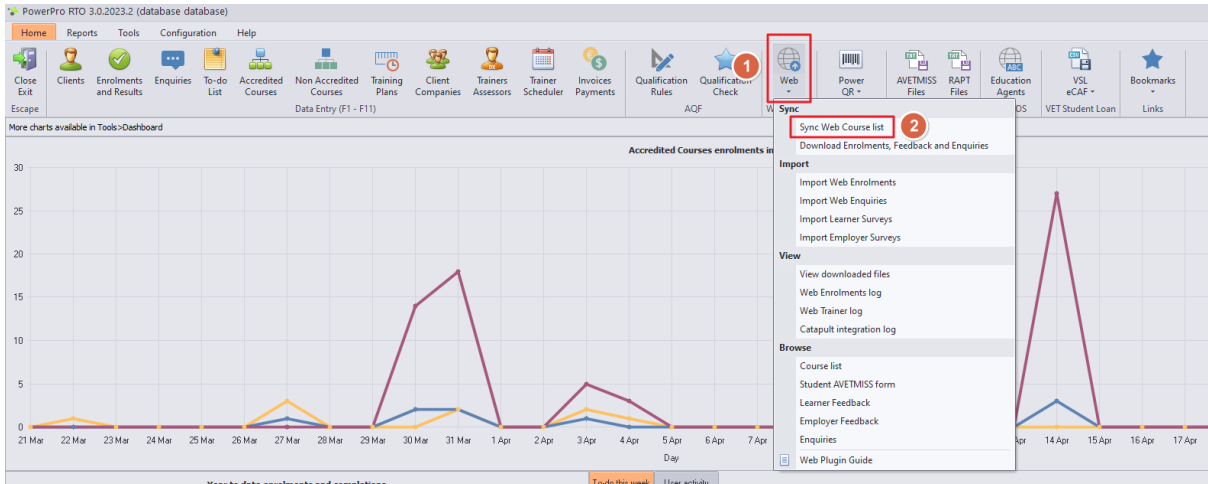 PowerPro RTO 3.0.2023.2 (database database)
Home Reports Tools Configuration Help
Close Exit
Clients
Enrolments and Results
Enquiries
To-do List
Accredited Courses
Non Accredited Courses
Training Plans
Client Companies
Trainers Assessors
Trainer Scheduler
Invoices Payments
Qualification Rules
Qualification Check
1
Web
Power QR
AVETMISS Files
RAPT Files
Education Agents
VSL eCAF
Bookmarks
Escape
Data Entry (F1 - F11)
AQF
W
OS
VET Student Loan
Links
More charts available in Tools>Dashboard
Accredited Courses enrolments in
30
25
20
15
10
5
0
21 Mar 22 Mar 23 Mar 24 Mar 25 Mar 26 Mar 27 Mar 28 Mar 29 Mar 30 Mar 31 Mar 1 Apr 2 Apr 3 Apr 4 Apr 5 Apr 6 Apr 7 Apr
Apr 14 Apr 15 Apr 16 Apr 17 Apr
Day
Sync
Sync Web Course list
2
Download Enrolments, Feedback and Enquiries
Import
Import Web Enrolments
Import Web Enquiries
Import Learner Surveys
Import Employer Surveys
View
View downloaded files
Web Enrolments log
Web Trainer log
Catapult integration log
Browse
Course list
Student AVETMISS form
Learner Feedback
Employer Feedback
Enquiries
Web Plugin Guide
Year to date enrolments and completions
To-do this week
User activity